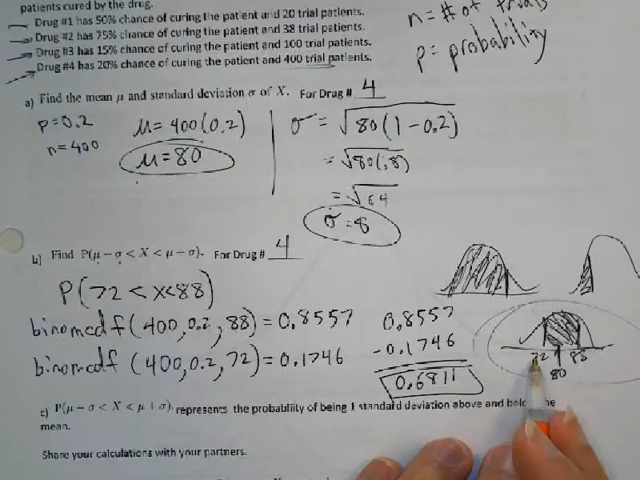 patients cured by the drug.
Drug #1 has 50% chance of curing the patient and 20 trial patients.
Drug #2 has 75% chance of curing the patient and 38 trial patients.
Drug #3 has 15% chance of curing the patient and 100 trial patients.
Drug #4 has 20% chance of curing the patient and 400 trial patients.
n = # of trials
p = probability
a) Find the mean μ and standard deviation σ of X. For Drug # 4
p = 0.2
n = 400
μ = 400(0.2)
μ = 80
σ = √80(1-0.2)
= √80(.8)
= √64
σ = 8
b) Find P(μ − σ < X < μ + σ). For Drug # 4
P(72 < X < 88)
binomcdf(400, 0.2, 88) = 0.8557
binomcdf(400, 0.2, 72) = 0.1746
0.8557
-0.1746
0.6811
72 88
80
c) P(μ − σ < X < μ + σ). represents the probablilty of being 1 standard deviation above and below the
mean.
Share your calculations with your partners.